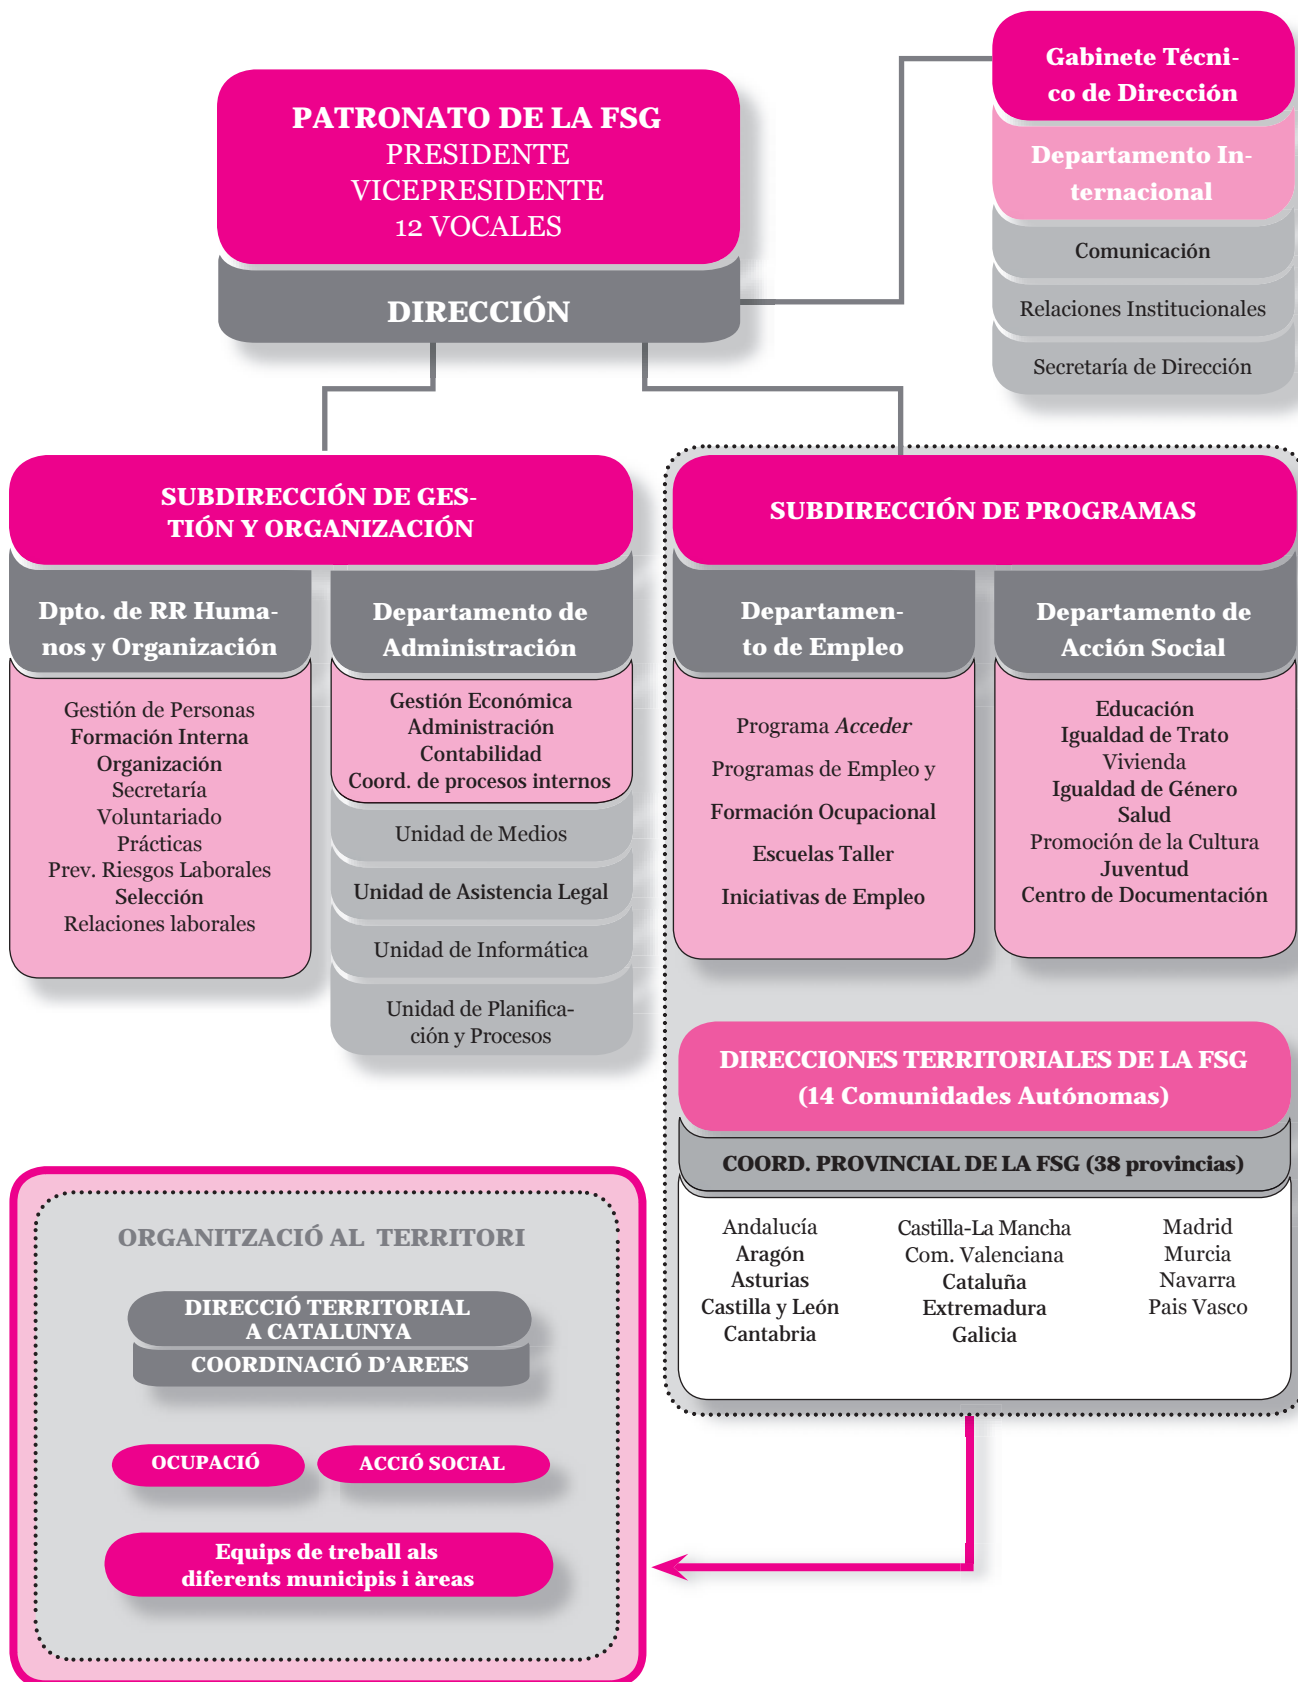 Gabinete Técni-
co de Dirección
Departamento In-
ternacional
Comunicación
Relaciones Institucionales
Secretaría de Dirección
PATRONATO DE LA FSG
PRESIDENTE
VICEPRESIDENTE
12 VOCALES
DIRECCIÓN
SUBDIRECCIÓN DE GES-
TIÓN Y ORGANIZACIÓN
Dpto. de RR Huma-
nos y Organización
Gestión de Personas
Formación Interna
Organización
Secretaría
Voluntariado
Prácticas
Prev. Riesgos Laborales
Selección
Relaciones laborales
Departamento de
Administración
Gestión Económica
Administración
Contabilidad
Coord. de procesos internos
Unidad de Medios
Unidad de Asistencia Legal
Unidad de Informática
Unidad de Planifica-
ción y Procesos
SUBDIRECCIÓN DE PROGRAMAS
Departamen-
to de Empleo
Programa Acceder
Programas de Empleo y
Formación Ocupacional
Escuelas Taller
Iniciativas de Empleo
Departamento de
Acción Social
Educación
Igualdad de Trato
Vivienda
Igualdad de Género
Salud
Promoción de la Cultura
Juventud
Centro de Documentación
DIRECCIONES TERRITORIALES DE LA FSG
(14 Comunidades Autónomas)
COORD. PROVINCIAL DE LA FSG (38 provincias)
Andalucía
Aragón
Asturias
Castilla y León
Cantabria
Castilla-La Mancha
Com. Valenciana
Cataluña
Extremadura
Galicia
Madrid
Murcia
Navarra
Pais Vasco
ORGANITZACIÓ AL TERRITORI
DIRECCIÓ TERRITORIAL
A CATALUNYA
COORDINACIÓ D'AREES
OCUPACIÓ
ACCIÓ SOCIAL
Equips de treball als
diferents municipis i àreas